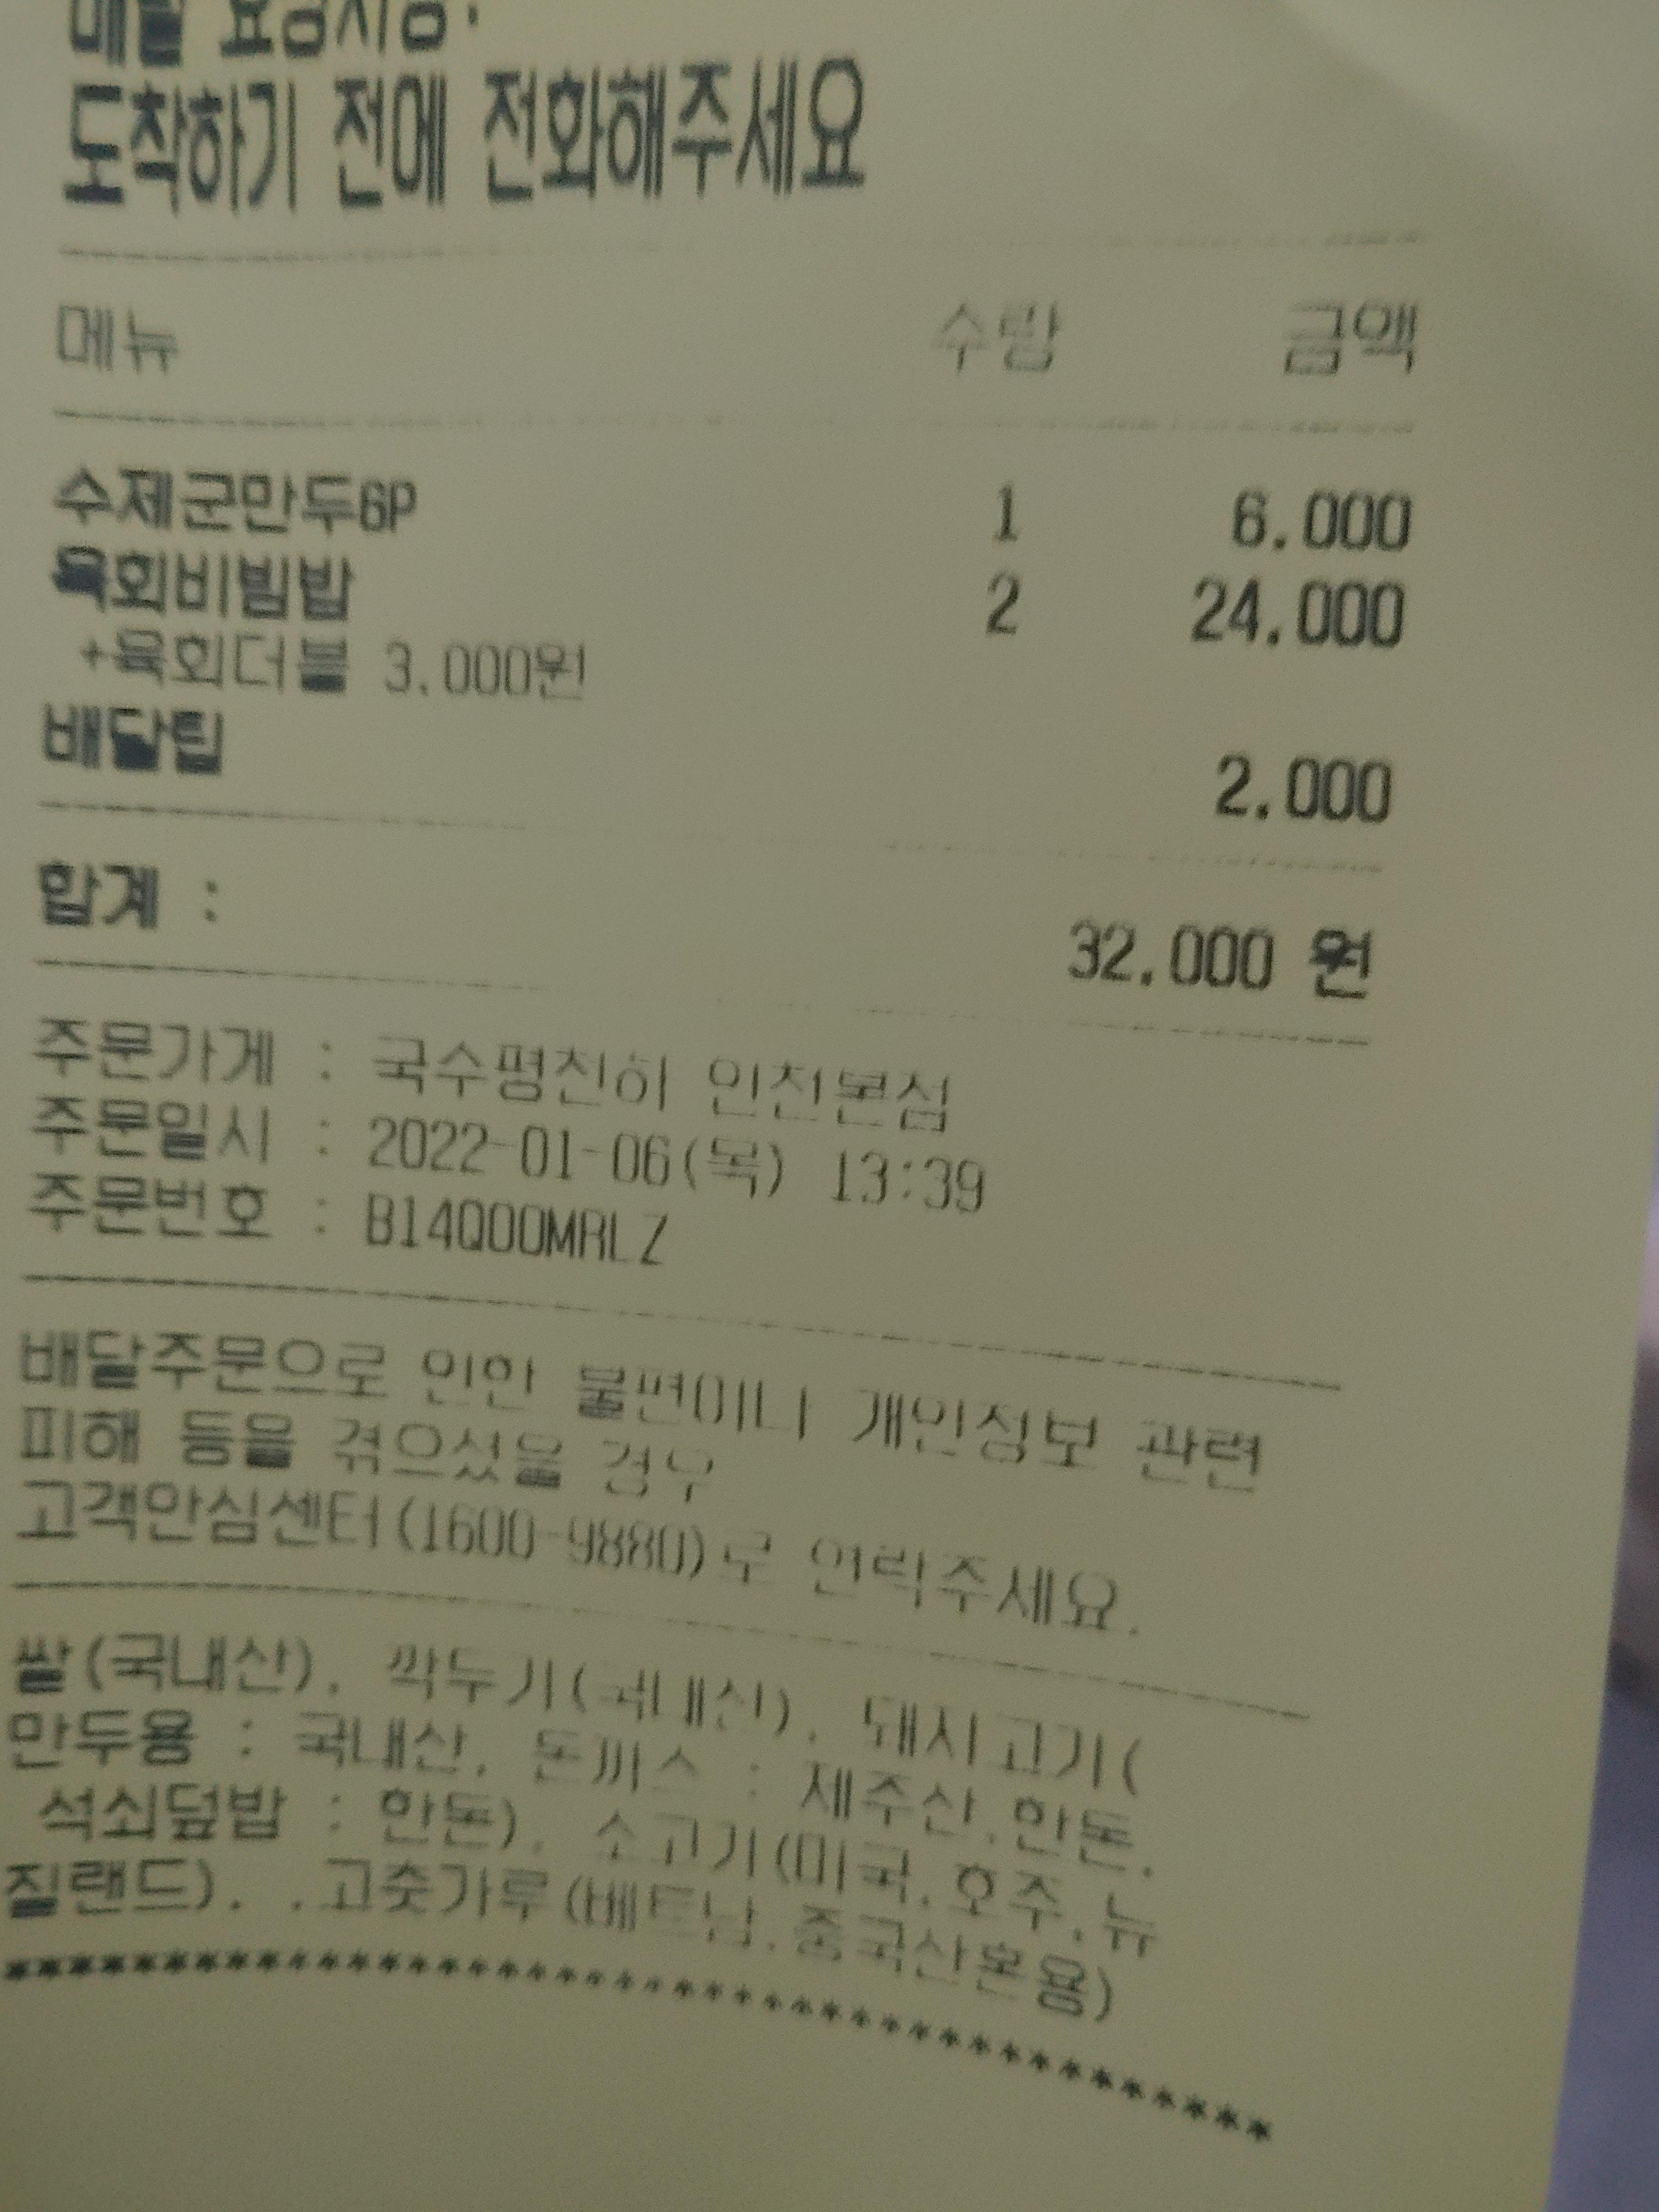 배달 요청사항:
도착하기 전에 전화해주세요
메뉴 수량 금액
수제군만두6P 1 6.000
육회비빔밥 2 24.000
+육회더블 3.000원
배달팁 2.000
합계 : 32.000 원
주문가게 : 국수평전하 인천본점
주문일시 : 2022-01-06(목) 13:39
주문번호 : B14Q00MRLZ
배달주문으로 인한 불편이나 개인정보 관련
피해 등을 겪으셨을 경우
고객안심센터(1600-9880)로 연락주세요.
쌀(국내산), 깍두기(국내산), 돼지고기(
만두용 : 국내산, 돈까스 : 제주산,한돈,
석쇠덮밥 : 한돈), 소고기(미국,호주,뉴
질랜드), .고춧가루(베트남,중국산혼용)
**********************************************